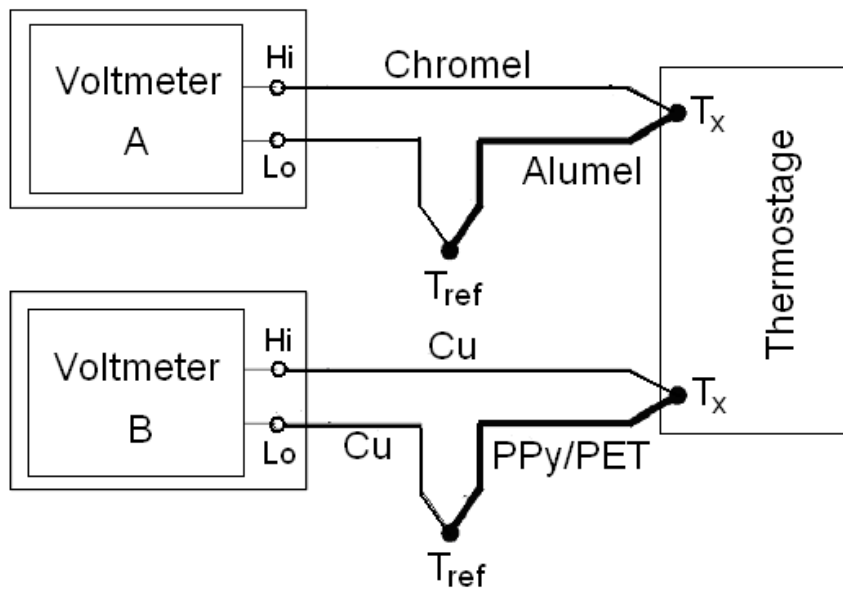 Voltmeter
A
Hi
Lo
Chromel
Alumel
Tx
Tref
Thermostage
Voltmeter
B
Hi
Lo
Cu
Cu
PPy/PET
Tx
Tref